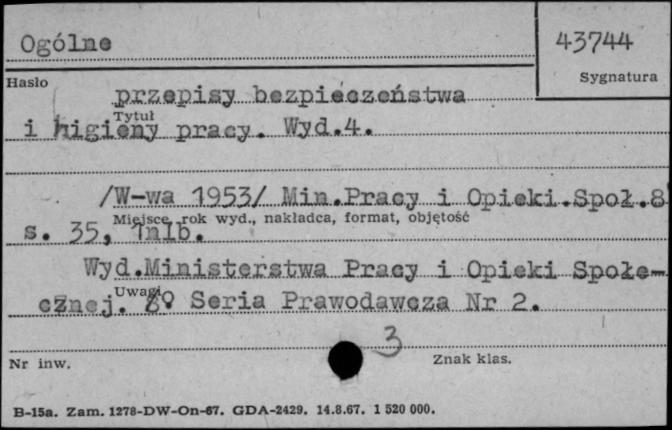 Ogólne
43744
Hasło
Sygnatura
przepisy bezpieczeństwa
Tytuł
i higieny pracy. Wyd.4.
/W-wa 1953/ Min.Pracy i Opieki.Społ.8
Miejsce, rok wyd., nakładca, format, objętość
s. 35, 1nlb.
Wyd.Ministerstwa Pracy i Opieki Społe-
Uwagi
cznej. Seria Prawodawcza Nr 2.
3
Nr inw.
Znak klas.
B-15a. Zam. 1278-DW-On-67. GDA-2429. 14.8.67. 1 520 000.